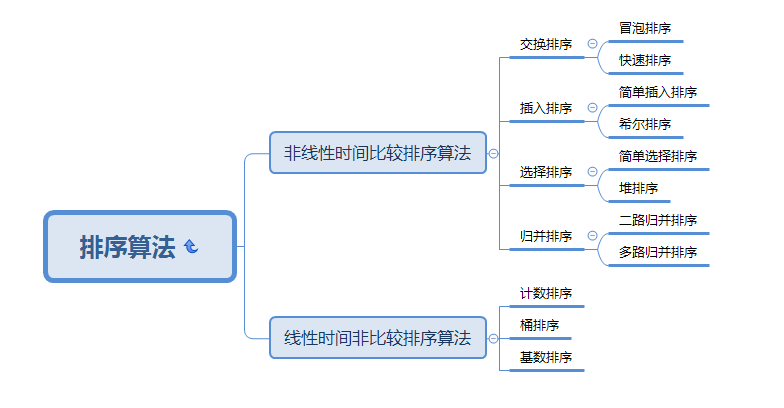 排序算法
非线性时间比较排序算法
交换排序
冒泡排序
快速排序
插入排序
简单插入排序
希尔排序
选择排序
简单选择排序
堆排序
归并排序
二路归并排序
多路归并排序
线性时间非比较排序算法
计数排序
桶排序
基数排序